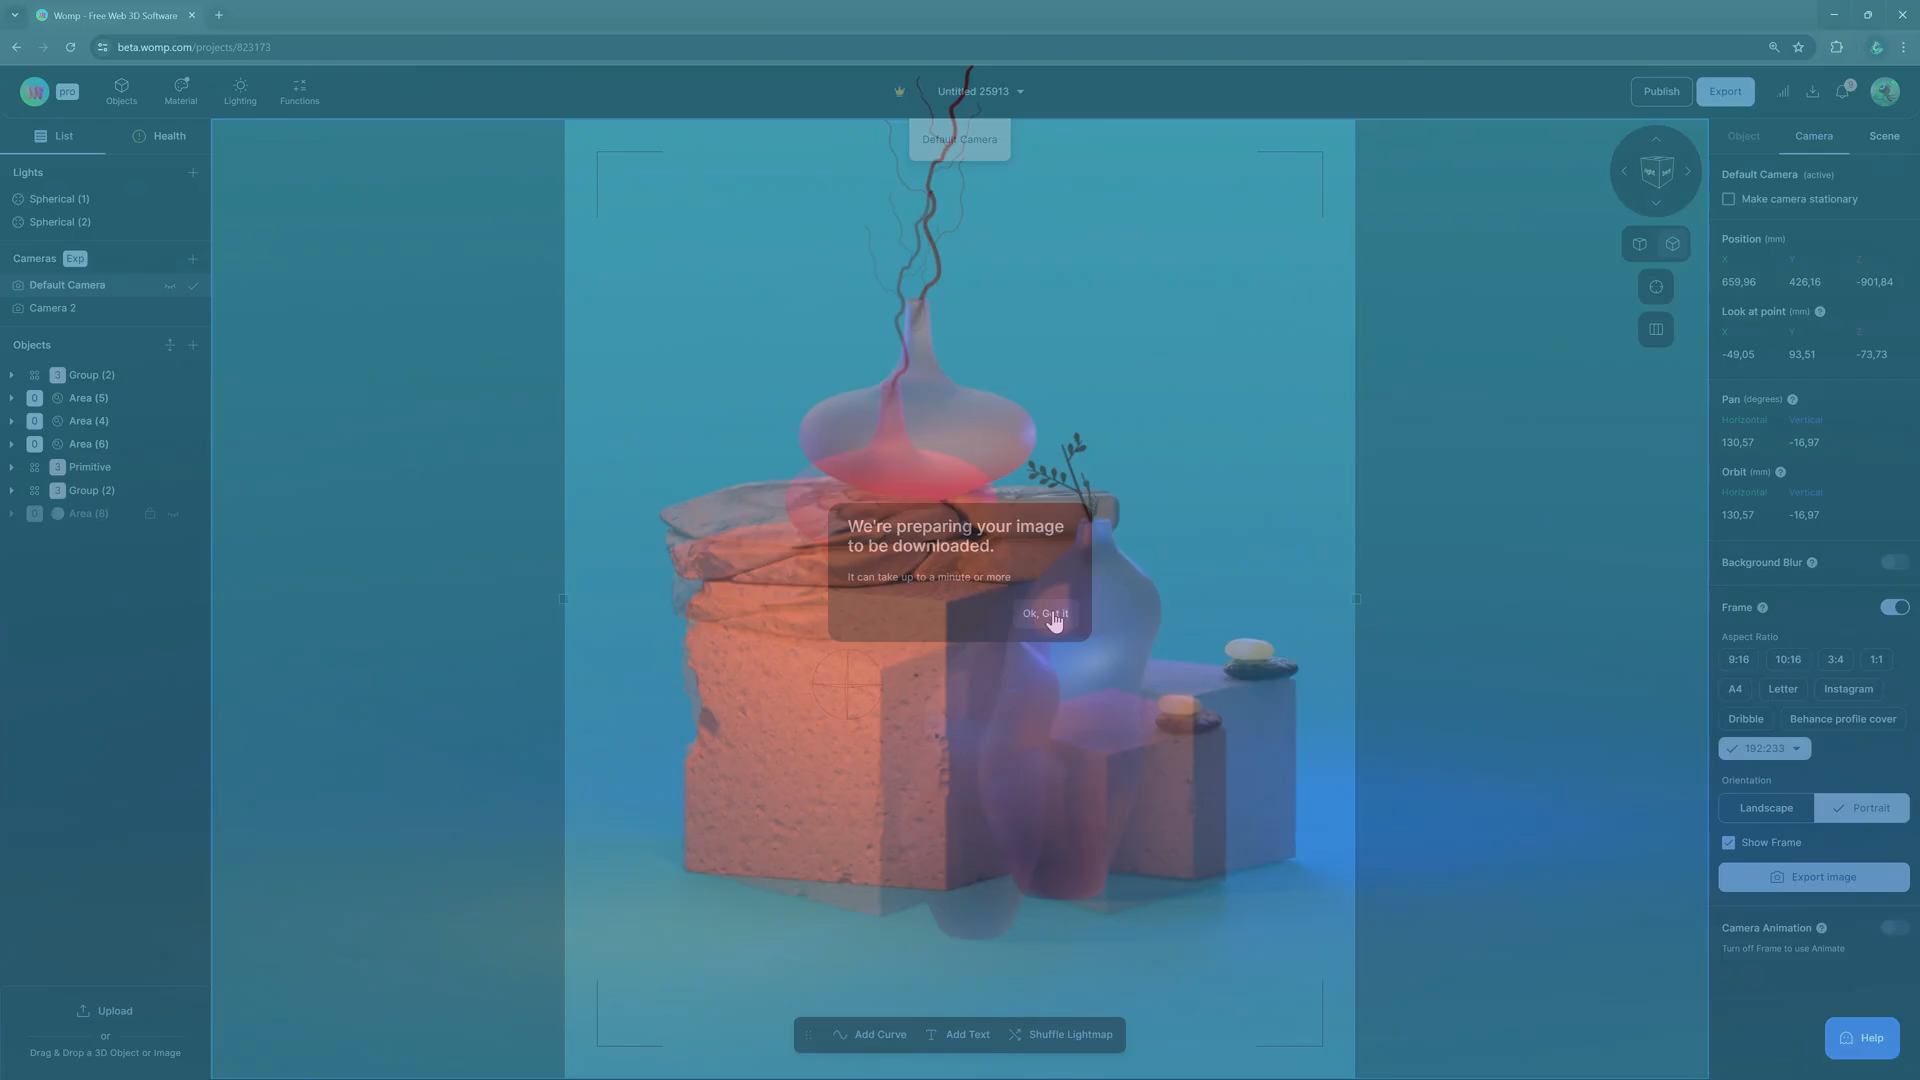 Womp - Free Web 3D Software
beta.womp.com/projects/823173
pro
Objects
Material
Lighting
Functions
Untitled 25913
Publish
Export
List
Health
Default Camera
Object
Camera
Scene
Lights
Spherical (1)
Spherical (2)
Cameras Exp
Default Camera
Camera 2
Objects
3 Group (2)
0 Area (5)
0 Area (4)
0 Area (6)
3 Primitive
3 Group (2)
0 Area (8)
Upload
or
Drag & Drop a 3D Object or Image
We're preparing your image
to be downloaded.
It can take up to a minute or more
Ok, Got it
Add Curve
Add Text
Shuffle Lightmap
Default Camera (active)
Make camera stationary
Position (mm)
X Y Z
659,96 426,16 -901,84
Look at point (mm)
X Y Z
-49,05 93,51 -73,73
Pan (degrees)
Horizontal Vertical
130,57 -16,97
Orbit (mm)
Horizontal Vertical
130,57 -16,97
Background Blur
Frame
Aspect Ratio
9:16 10:16 3:4 1:1
A4 Letter Instagram
Dribble Behance profile cover
192:233
Orientation
Landscape Portrait
Show Frame
Export image
Camera Animation
Turn off Frame to use Animate
Help